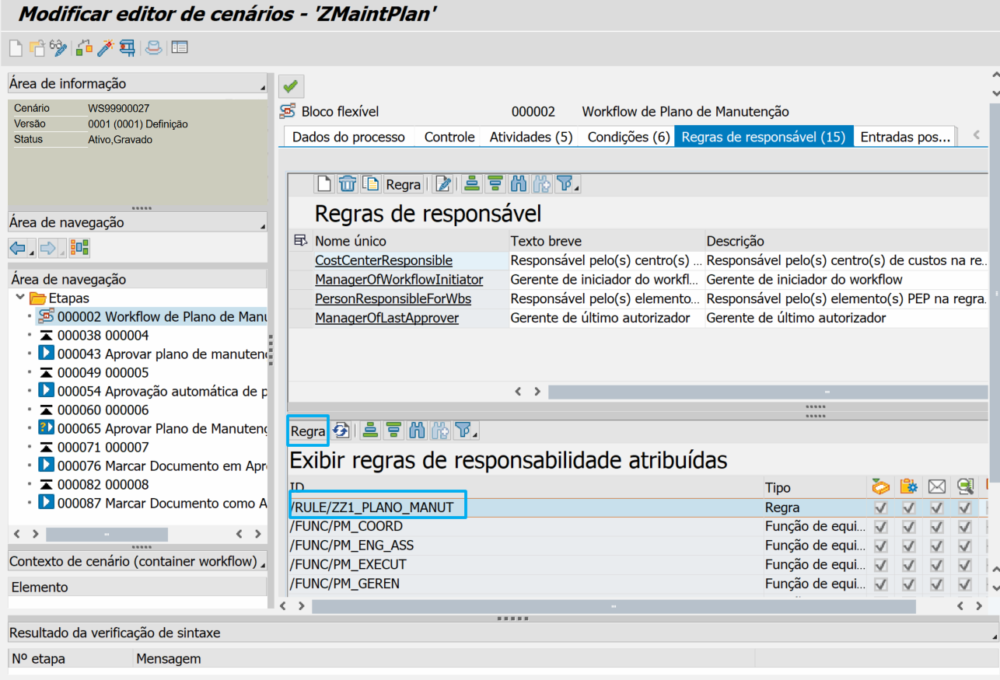 Modificar editor de cenários - 'ZMaintPlan'
Área de informação
Cenário WS99900027
Versão 0001 (0001) Definição
Status Ativo,Gravado
Área de navegação
Área de navegação
Etapas
000002 Workflow de Plano de Manu
000038 000004
000043 Aprovar plano de manuten
000049 000005
000054 Aprovação automática de p
000060 000006
000065 Aprovar Plano de Manuten
000071 000007
000076 Marcar Documento em Apr
000082 000008
000087 Marcar Documento como A
Contexto de cenário (container workflow)
Elemento
Bloco flexível 000002 Workflow de Plano de Manutenção
Dados do processo Controle Atividades (5) Condições (6) Regras de responsável (15) Entradas pos...
Regra
Regras de responsável
Nome único Texto breve Descrição
CostCenterResponsible Responsável pelo(s) centro(s) ... Responsável pelo(s) centro(s) de custos na re..
ManagerOfWorkflowInitiator Gerente de iniciador do workfl... Gerente de iniciador do workflow
PersonResponsibleForWbs Responsável pelo(s) elemento... Responsável pelo(s) elemento(s) PEP na regra.
ManagerOfLastApprover Gerente de último autorizador Gerente de último autorizador
Regra
Exibir regras de responsabilidade atribuídas
ID Tipo
/RULE/ZZ1_PLANO_MANUT Regra
/FUNC/PM_COORD Função de equi...
/FUNC/PM_ENG_ASS Função de equi...
/FUNC/PM_EXECUT Função de equi...
/FUNC/PM_GEREN Função de equi...
Resultado da verificação de sintaxe
Nº etapa Mensagem